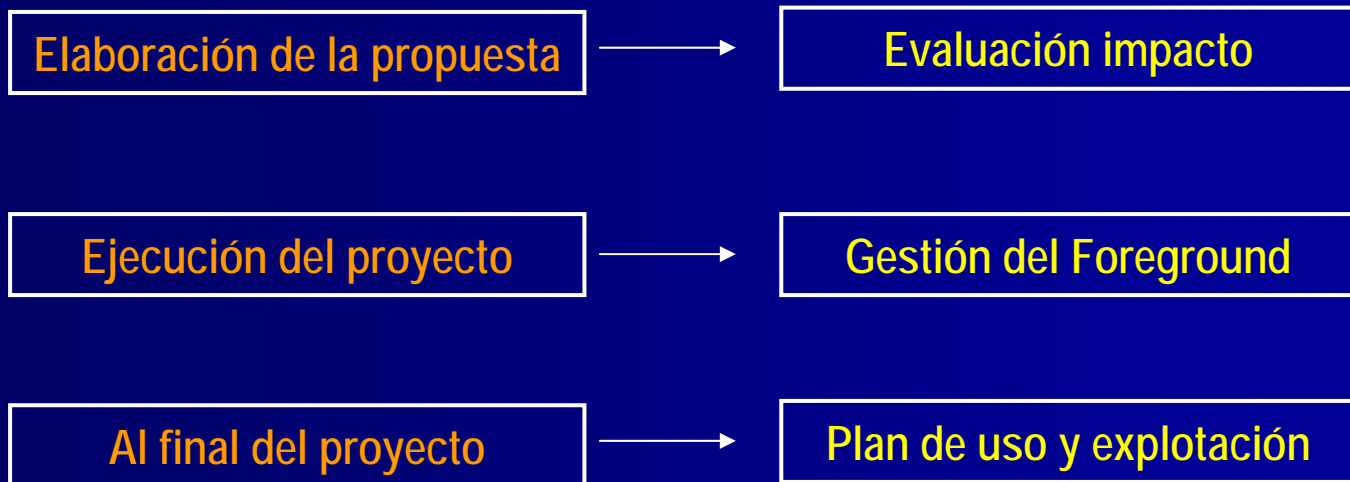 Elaboración de la propuesta
Evaluación impacto
Ejecución del proyecto
Gestión del Foreground
Al final del proyecto
Plan de uso y explotación